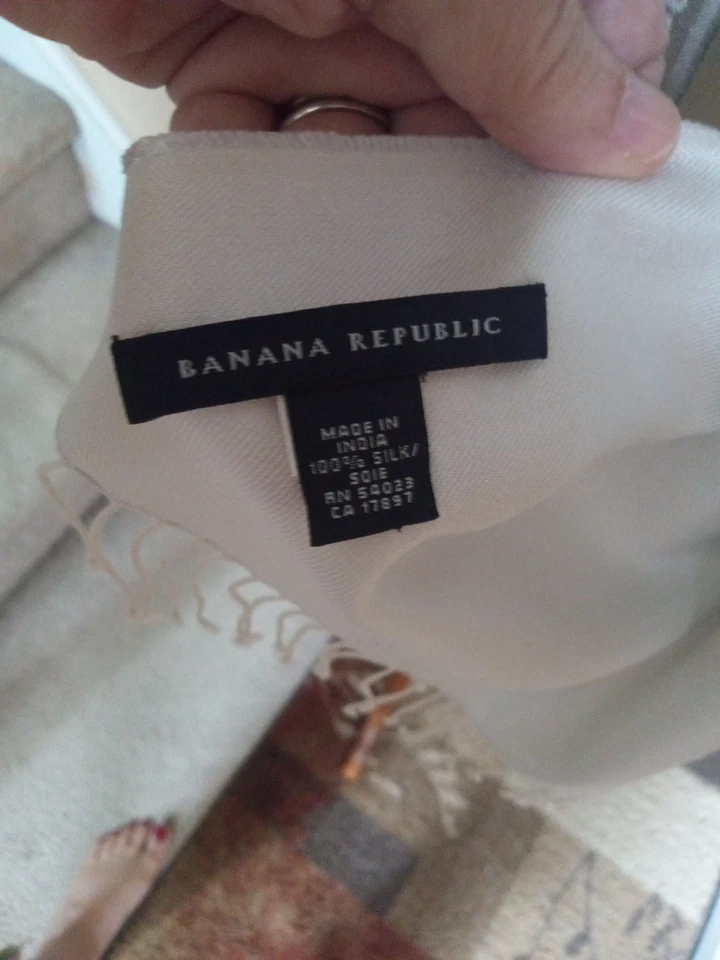 BANANA REPUBLIC
MADE IN
INDIA
100% SILK/
SOIE
RN 54023
CA 17897